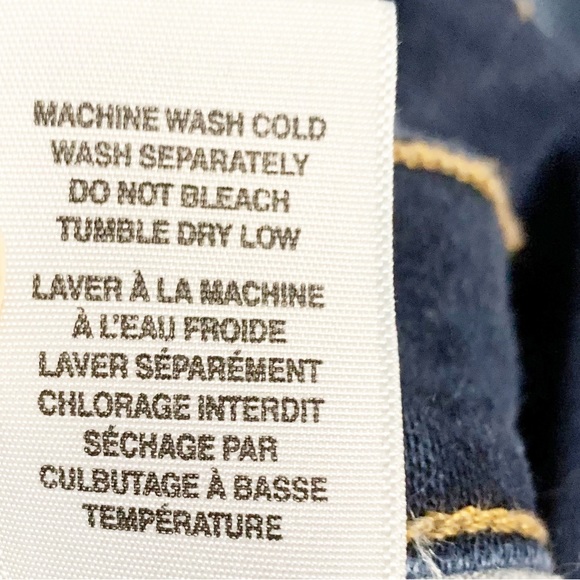 MACHINE WASH COLD
WASH SEPARATELY
DO NOT BLEACH
TUMBLE DRY LOW
LAVER À LA MACHINE
À L'EAU FROIDE
LAVER SÉPARÉMENT
CHLORAGE INTERDIT
SÉCHAGE PAR
CULBUTAGE À BASSE
TEMPÉRATURE